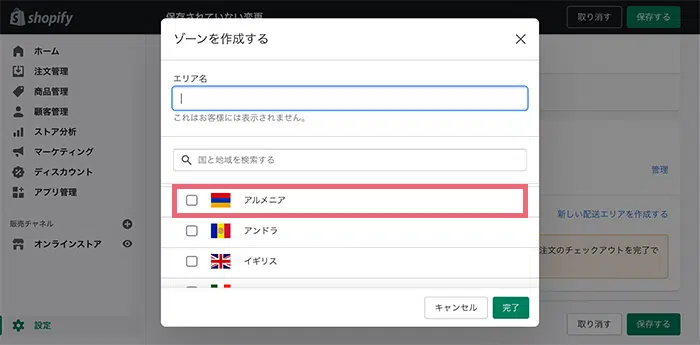 shopify
保存されていない変更
取り消す
保存する
ホーム
注文管理
商品管理
顧客管理
ストア分析
マーケティング
ディスカウント
アプリ管理
販売チャネル
オンラインストア
設定
ゾーンを作成する
エリア名
これはお客様には表示されません。
国と地域を検索する
アルメニア
アンドラ
イギリス
キャンセル
完了
管理
新しい配送エリアを作成する
注文のチェックアウトを完了で
取り消す
保存する